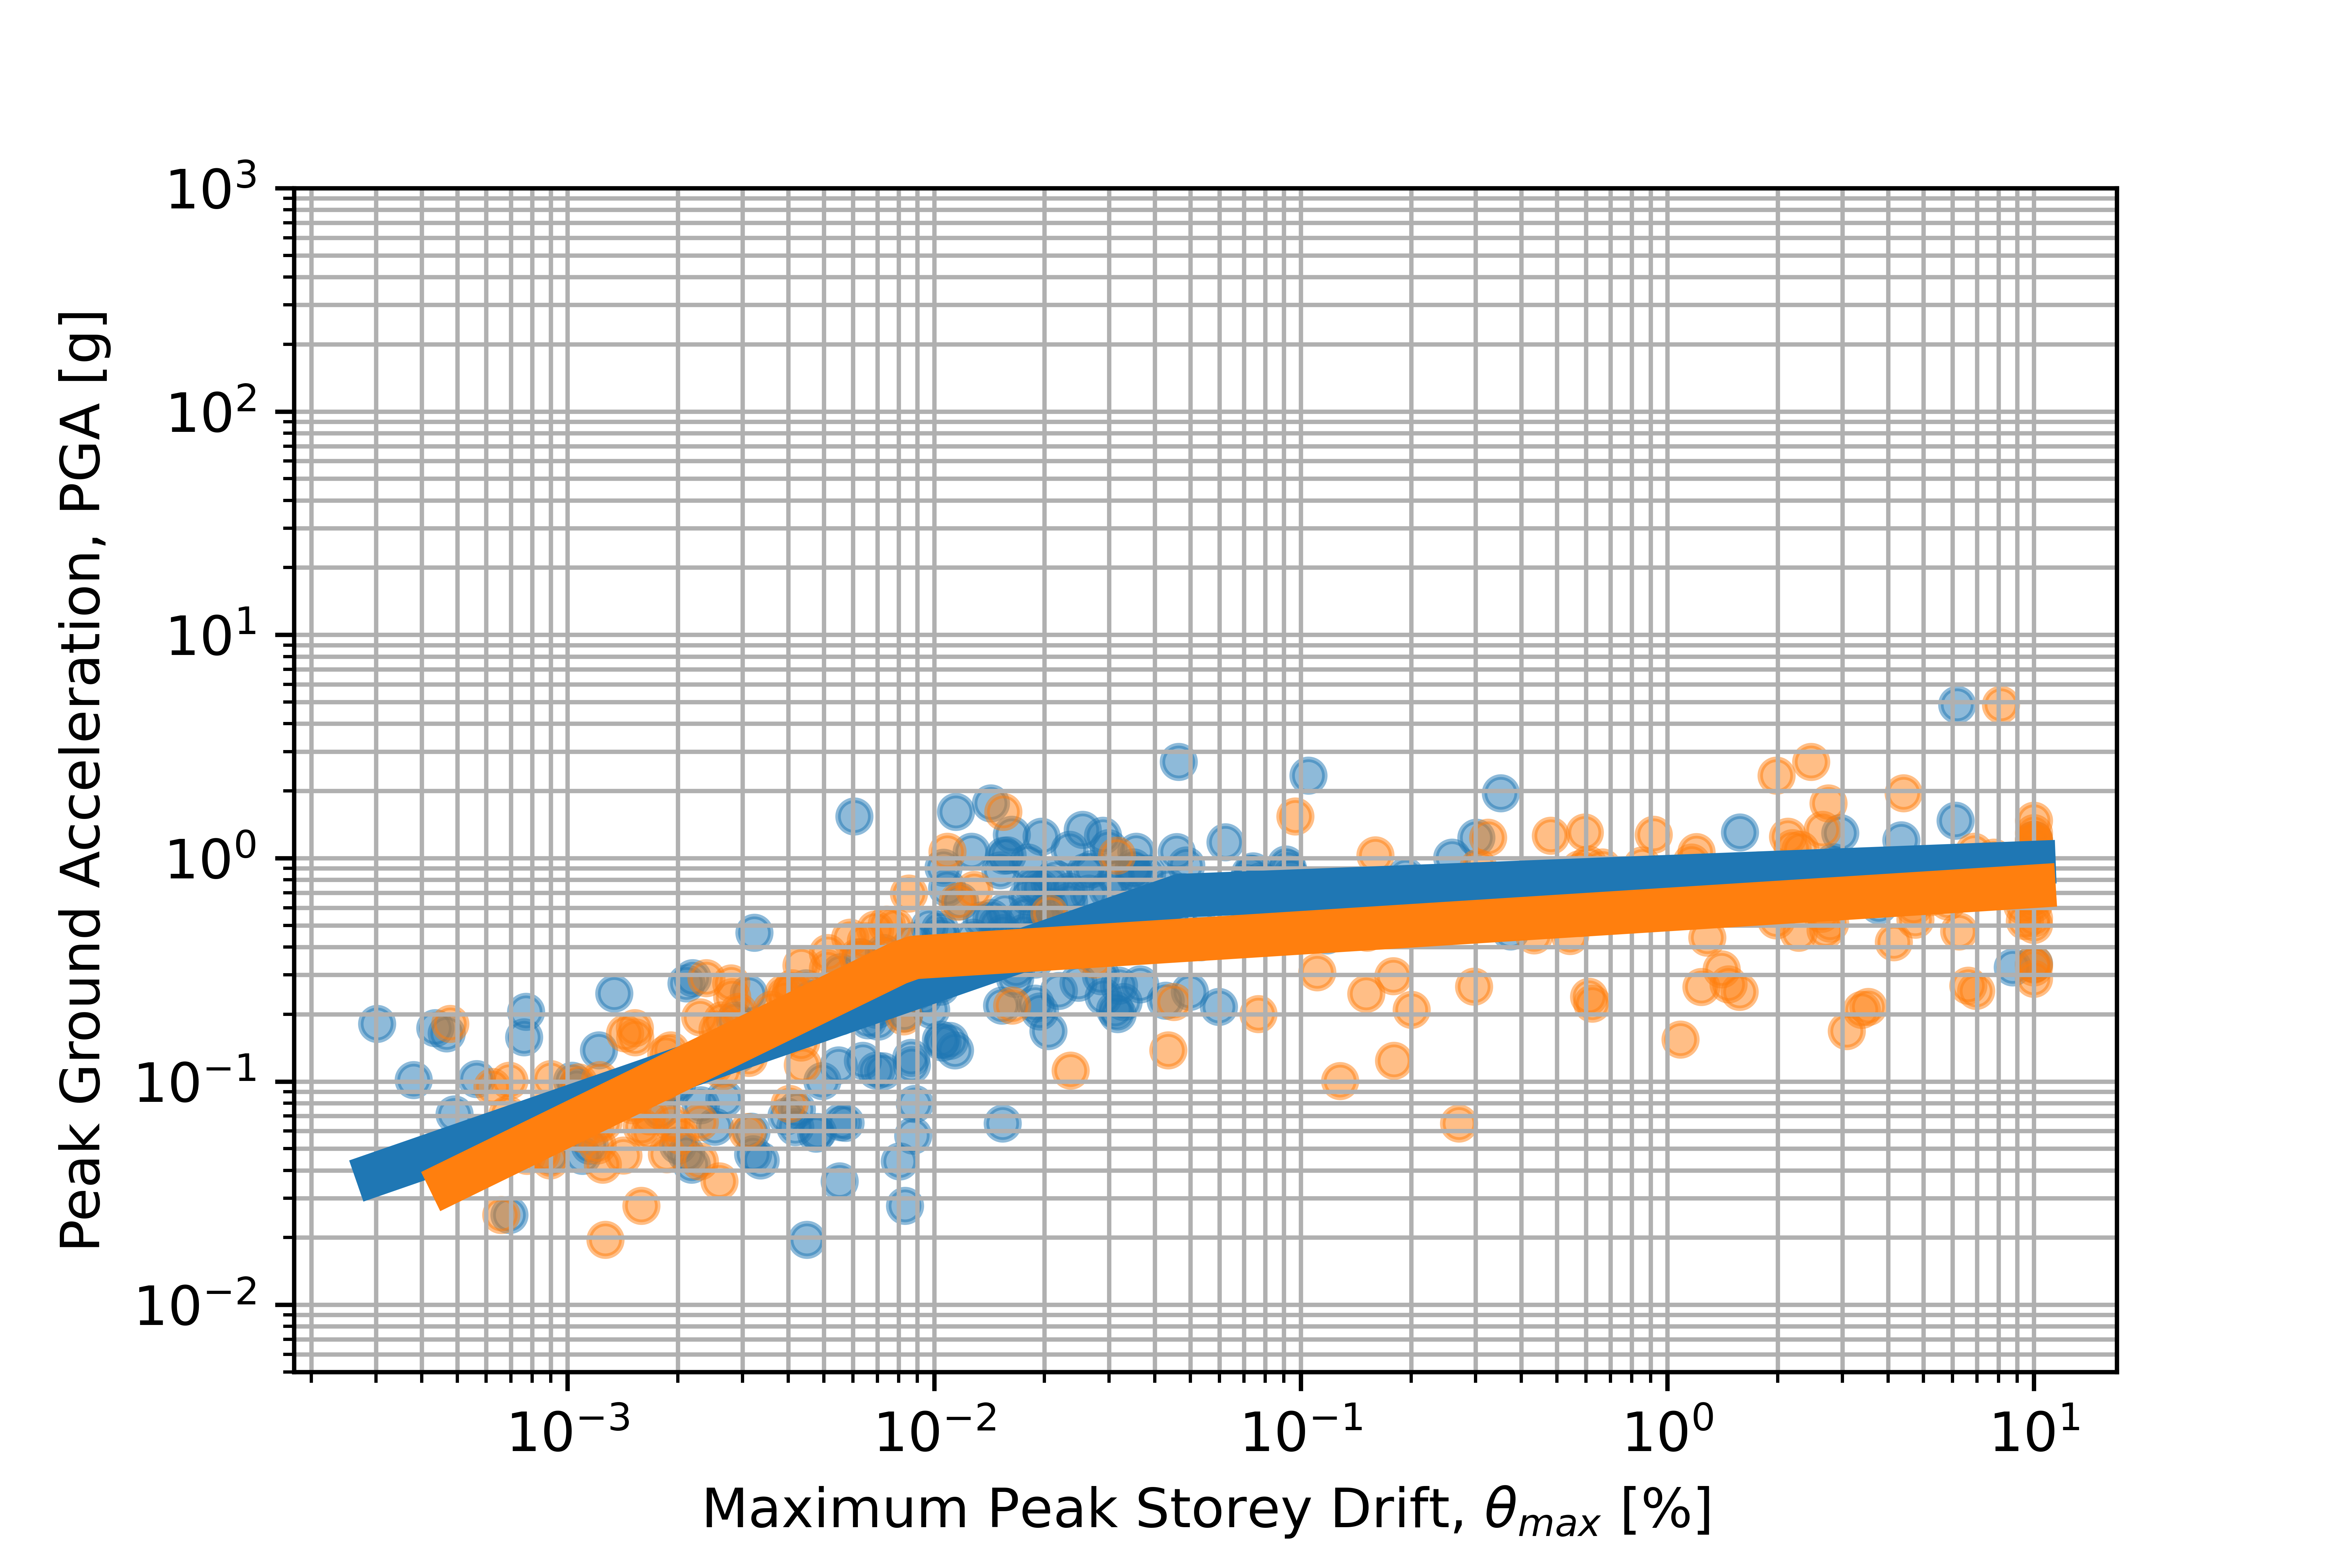 10³
10²
10¹
10⁰
10⁻¹
10⁻²
Peak Ground Acceleration, PGA [g]
10⁻³ 10⁻² 10⁻¹ 10⁰ 10¹
Maximum Peak Storey Drift, θmax [%]